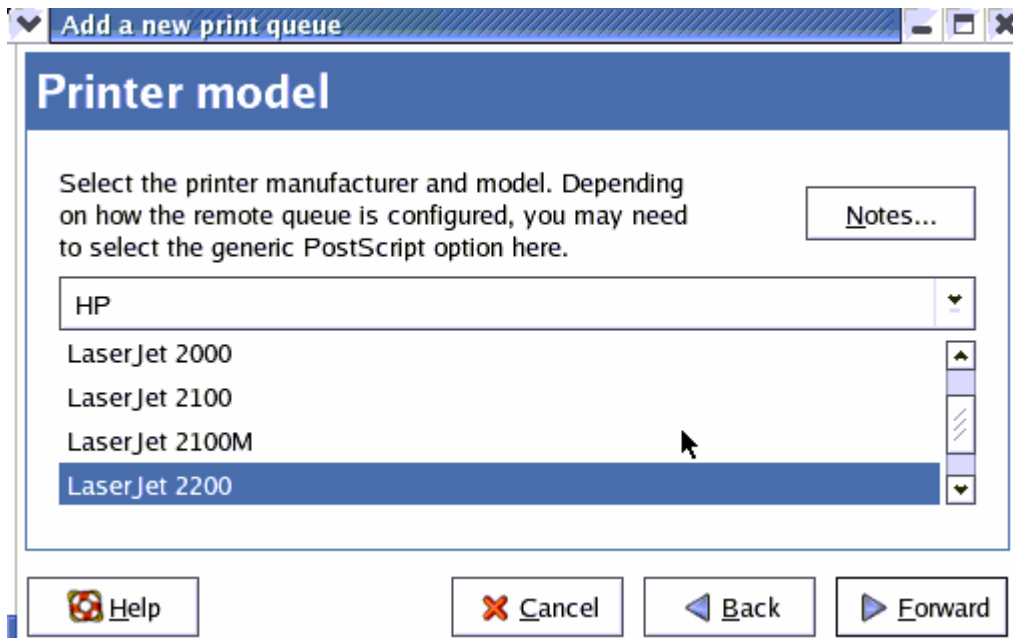 Add a new print queue
Printer model
Select the printer manufacturer and model. Depending
on how the remote queue is configured, you may need
to select the generic PostScript option here.
Notes...
HP
LaserJet 2000
LaserJet 2100
LaserJet 2100M
LaserJet 2200
Help
Cancel
Back
Forward